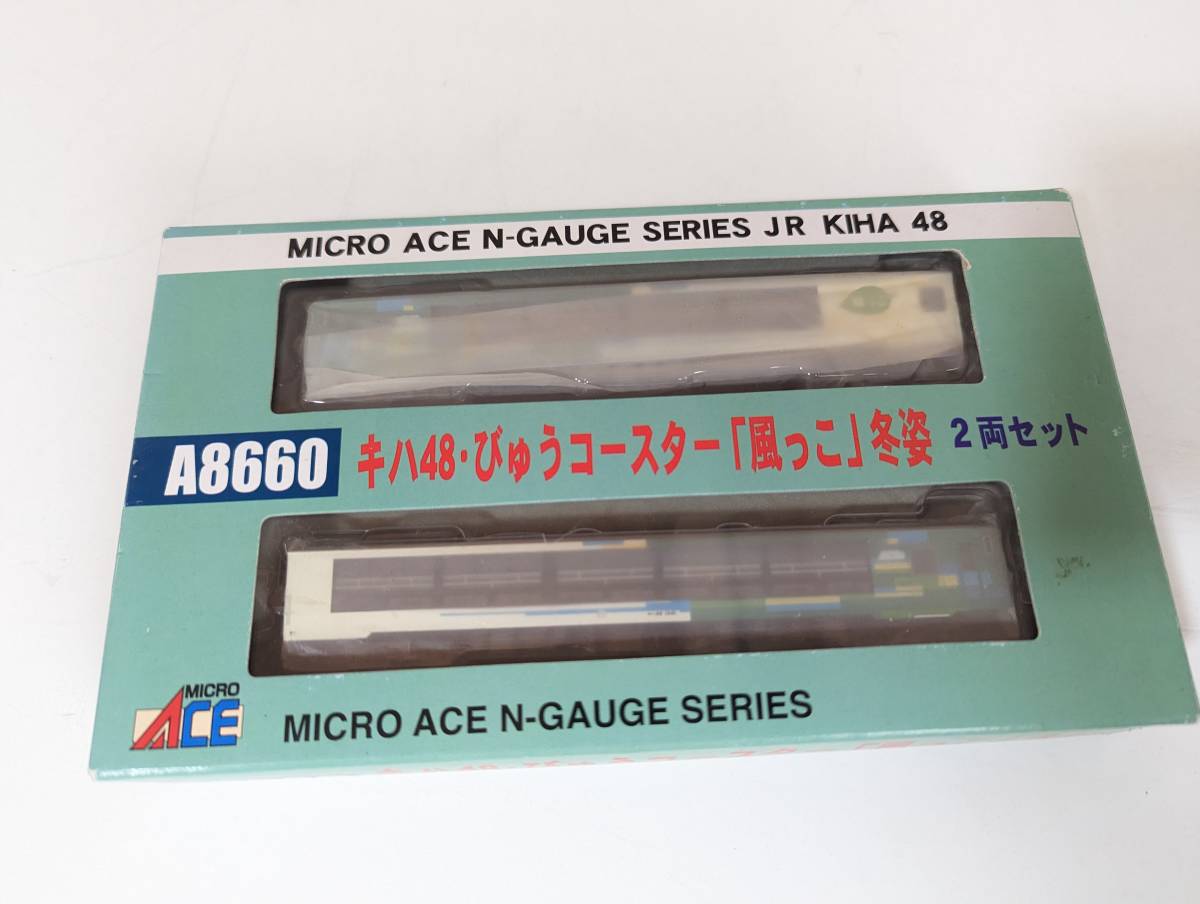 MICRO ACE N-GAUGE SERIES JR KIHA 48
A8660
キハ48・びゅうコースター「風っこ」冬姿 2両セット
MICRO ACE
MICRO ACE N-GAUGE SERIES